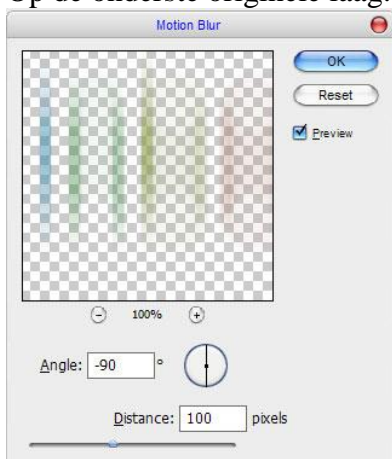 Op de onderste originele laag:
Motion Blur
OK
Reset
Preview
100%
Angle: -90 °
Distance: 100 pixels